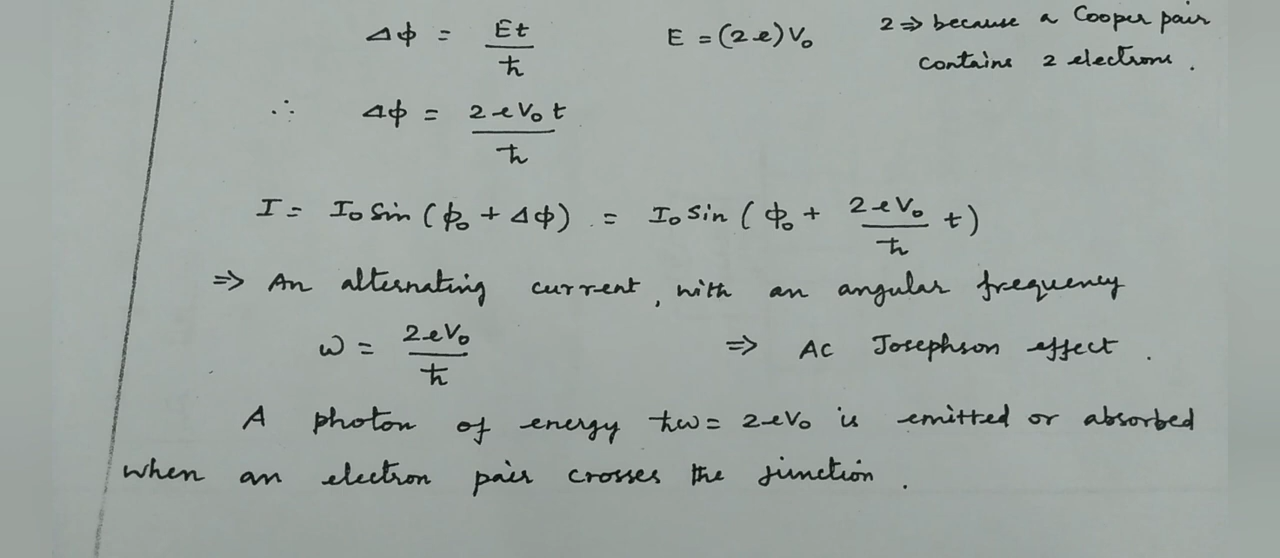 Δϕ = Et/ħ E = (2e)V₀ 2 ⇒ because a Cooper pair
contains 2 electrons.
∴ Δϕ = 2eV₀t/ħ
I = I₀ Sin (ϕ₀ + Δϕ) = I₀ Sin (ϕ₀ + 2eV₀/ħ t)
⇒ An alternating current, with an angular frequency
ω = 2eV₀/ħ ⇒ AC Josephson effect.
A photon of energy ħω = 2eV₀ is emitted or absorbed
when an electron pair crosses the junction.